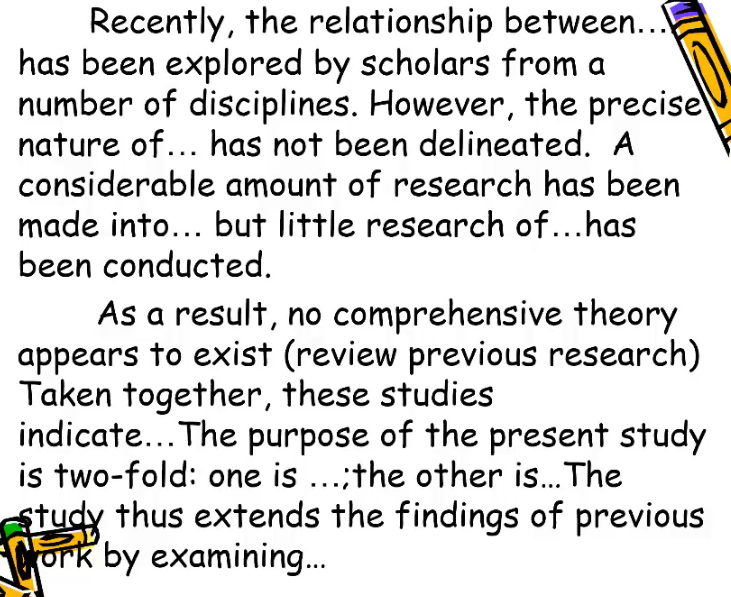 Recently, the relationship between...
has been explored by scholars from a
number of disciplines. However, the precise
nature of... has not been delineated. A
considerable amount of research has been
made into... but little research of...has
been conducted.
As a result, no comprehensive theory
appears to exist (review previous research)
Taken together, these studies
indicate...The purpose of the present study
is two-fold: one is ...;the other is...The
study thus extends the findings of previous
work by examining...